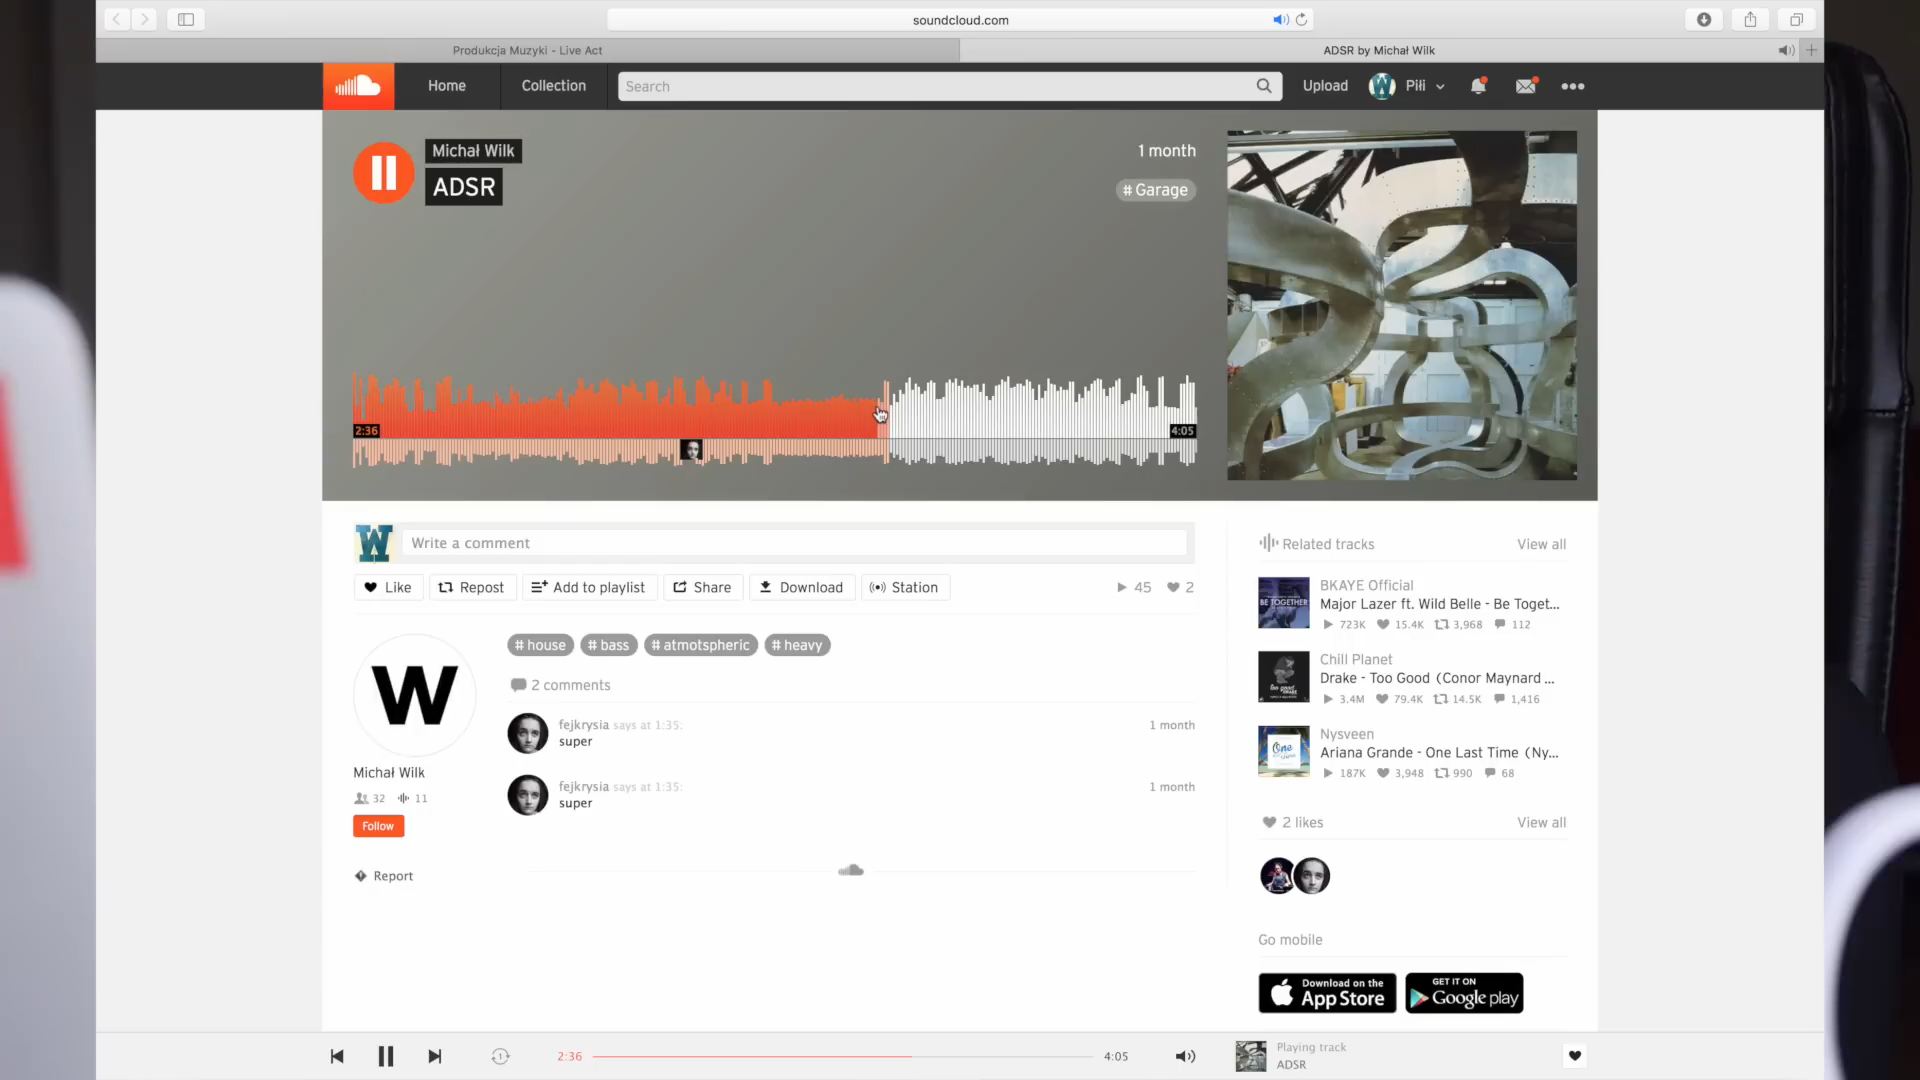 soundcloud.com
Produkcja Muzyki - Live Act
ADSR by Michał Wilk
Home
Collection
Search
Upload
Piłi
Michał Wilk
ADSR
1 month
# Garage
2:36
4:05
W
Write a comment
Like
Repost
Add to playlist
Share
Download
Station
45
2
W
Michał Wilk
32
11
Follow
Report
# house
# bass
# atmotspheric
# heavy
2 comments
fejkrysia says at 1:35:
1 month
super
fejkrysia says at 1:35:
1 month
super
Related tracks
View all
BE TOGETHER
BKAYE Official
Major Lazer ft. Wild Belle - Be Toget...
723K 15.4K 3,968 112
Chill Planet
Drake - Too Good (Conor Maynard ...
3.4M 79.4K 14.5K 1,416
One
Nysveen
Ariana Grande - One Last Time (Ny...
187K 3,948 990 68
2 likes
View all
Go mobile
Download on the
App Store
GET IT ON
Google play
1
2:36
4:05
Playing track
ADSR